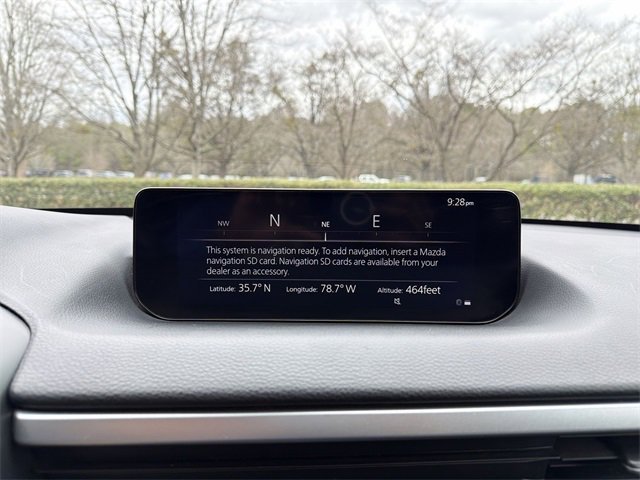 9:28pm
NW N NE E SE
This system is navigation ready. To add navigation, insert a Mazda
navigation SD card. Navigation SD cards are available from your
dealer as an accessory.
Latitude: 35.7° N Longitude: 78.7° W Altitude: 464feet